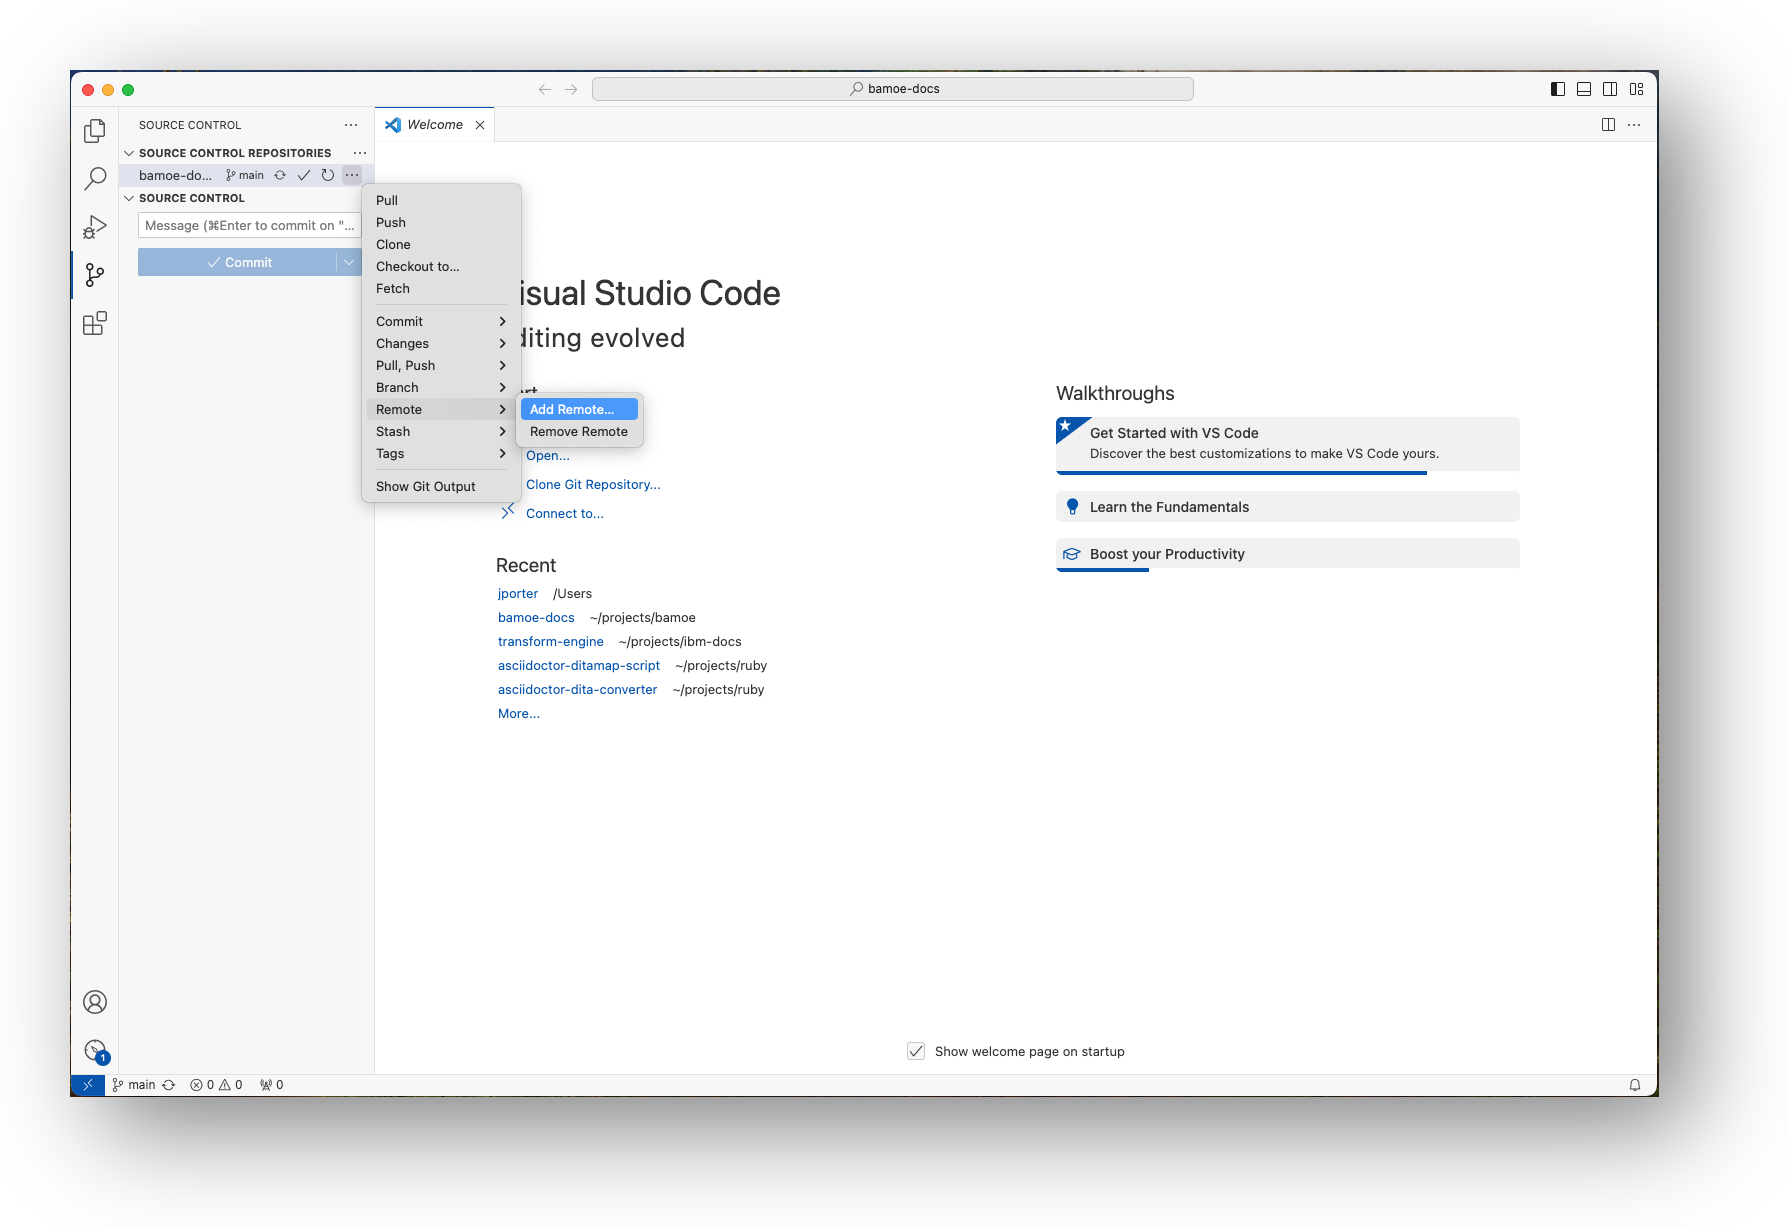 bamoe-docs
SOURCE CONTROL
Welcome
SOURCE CONTROL REPOSITORIES
bamoe-do... main
SOURCE CONTROL
Message (⌘Enter to commit on "...
Commit
Pull
Push
Clone
Checkout to...
Fetch
Commit
Changes
Pull, Push
Branch
Remote
Stash
Tags
Show Git Output
Add Remote...
Remove Remote
isual Studio Code
diting evolved
Open...
Clone Git Repository...
Connect to...
Recent
jporter /Users
bamoe-docs ~/projects/bamoe
transform-engine ~/projects/ibm-docs
asciidoctor-ditamap-script ~/projects/ruby
asciidoctor-dita-converter ~/projects/ruby
More...
Walkthroughs
Get Started with VS Code
Discover the best customizations to make VS Code yours.
Learn the Fundamentals
Boost your Productivity
Show welcome page on startup
1
main 0 0 0